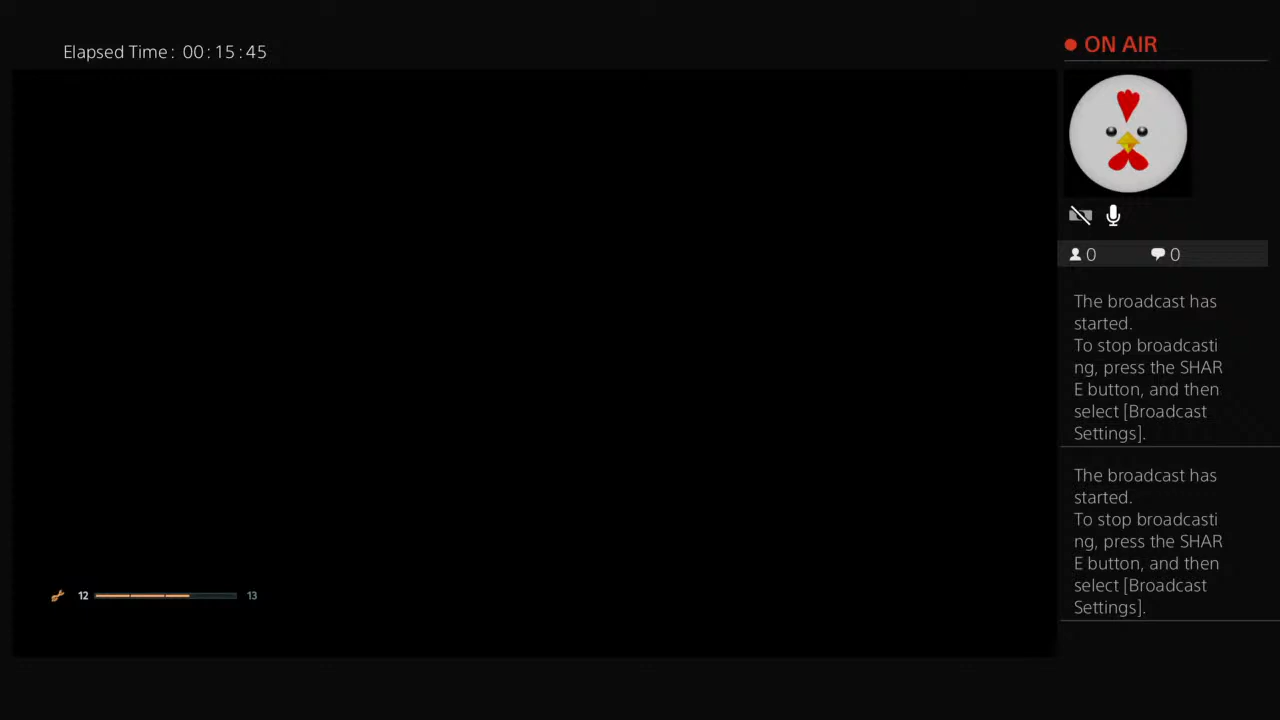 Elapsed Time: 00:15:45
ON AIR
0 0
The broadcast has
started.
To stop broadcasti
ng, press the SHAR
E button, and then
select [Broadcast
Settings].
The broadcast has
started.
To stop broadcasti
ng, press the SHAR
E button, and then
select [Broadcast
Settings].
12 13